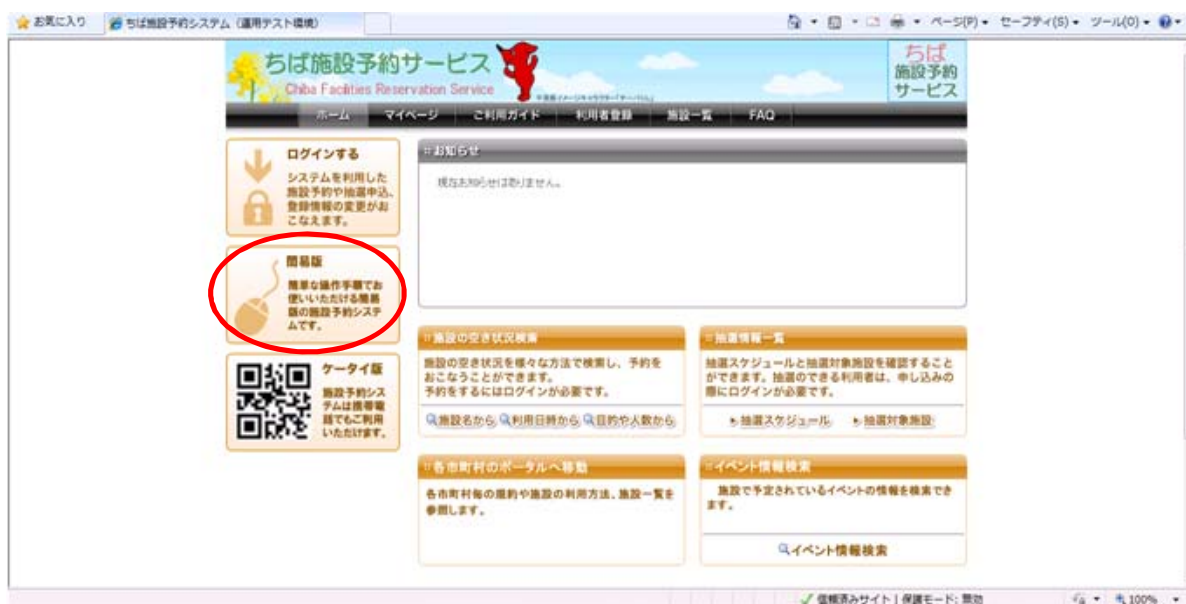 お気に入り
ちば施設予約システム (運用テスト環境)
ページ(P)
セーフティ(S)
ツール(O)
ちば施設予約サービス
Chiba Facilities Reservation Service
ちば
施設予約
サービス
ホーム
マイページ
ご利用ガイド
利用者登録
施設一覧
FAQ
ログインする
システムを利用した
施設予約や抽選申込、
登録情報の変更がお
こなえます。
簡易版
簡単な操作手順でお
使いいただける簡易
版の施設予約システ
ムです。
ケータイ版
施設予約シス
テムは携帯電
話でもご利用
いただけます。
お知らせ
現在お知らせはありません。
施設の空き状況検索
施設の空き状況を様々な方法で検索し、予約を
おこなうことができます。
予約をするにはログインが必要です。
施設名から
利用日時から
目的や人数から
抽選情報一覧
抽選スケジュールと抽選対象施設を確認すること
ができます。抽選のできる利用者は、申し込みの
際にログインが必要です。
抽選スケジュール
抽選対象施設
各市町村のポータルへ移動
各市町村毎の規約や施設の利用方法、施設一覧を
参照します。
イベント情報検索
施設で予定されているイベントの情報を検索でき
ます。
イベント情報検索
信頼済みサイト | 保護モード: 無効
100%